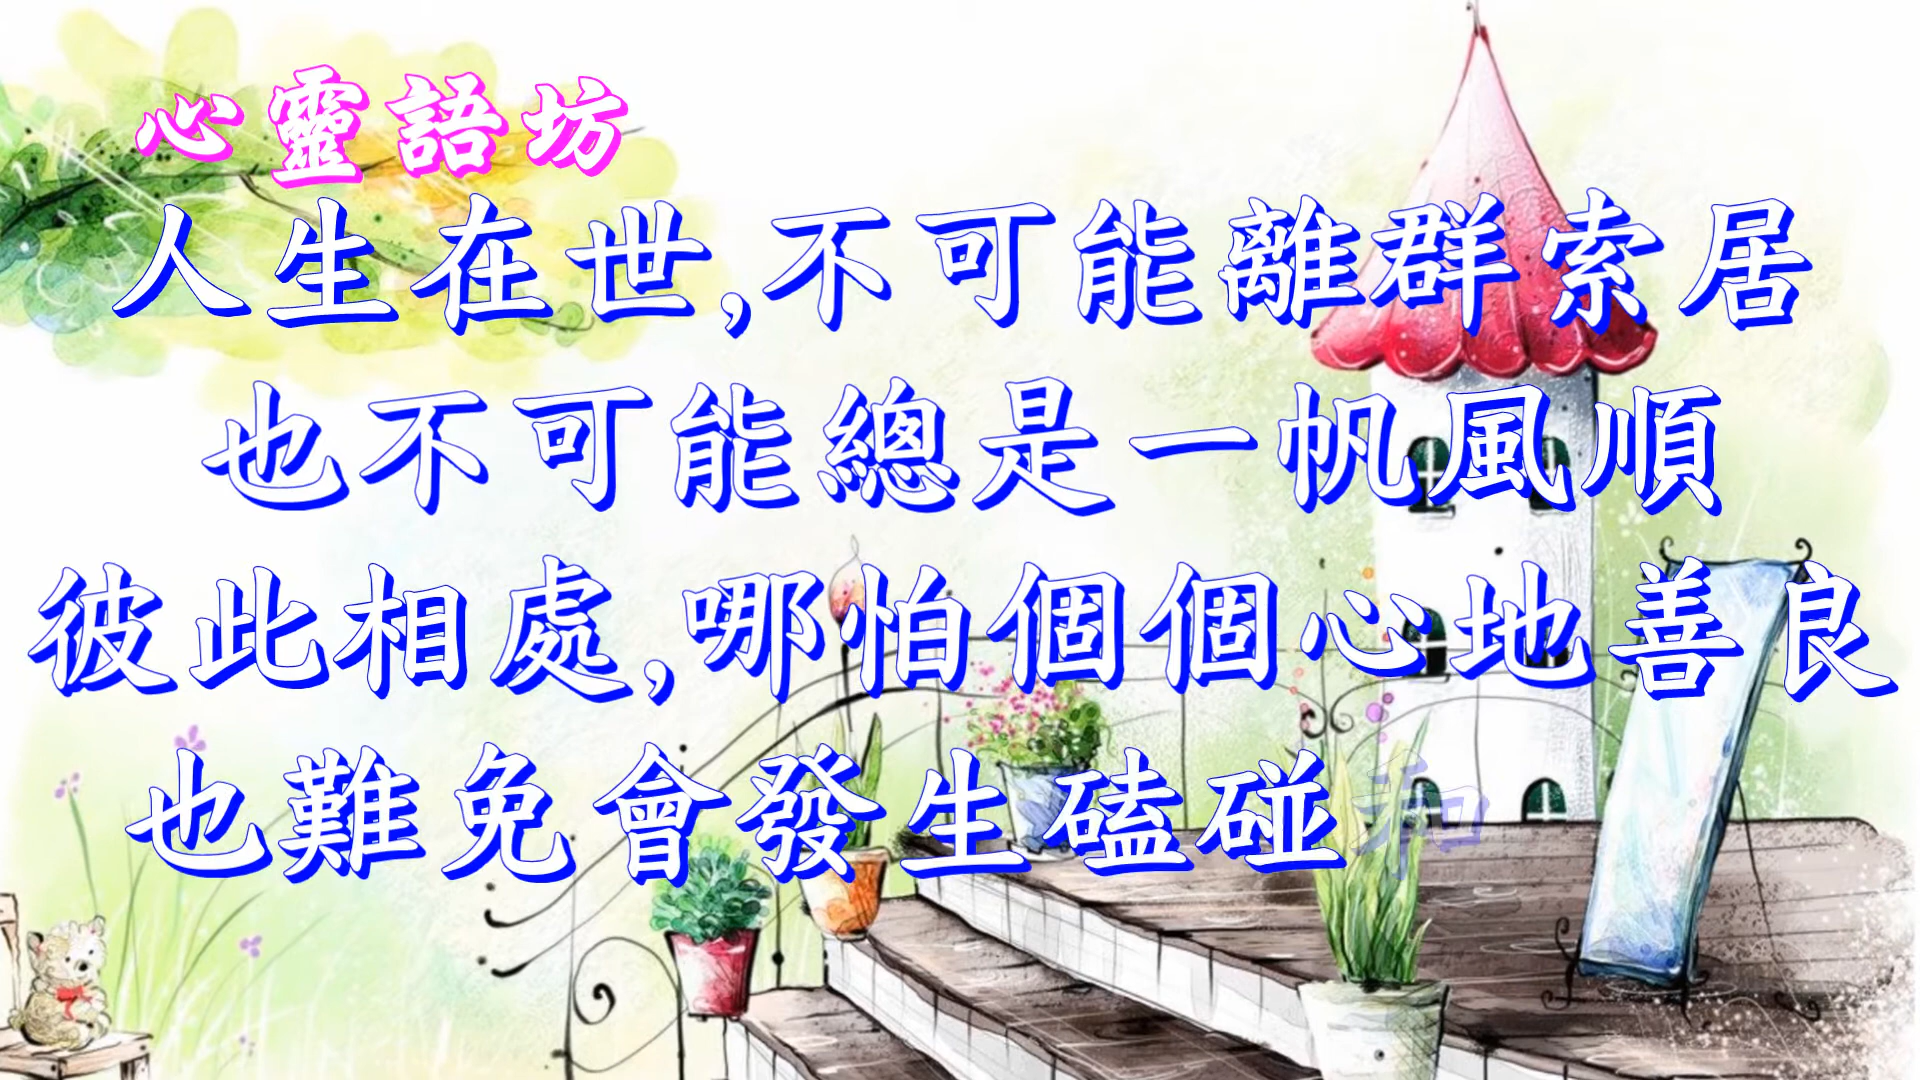 心靈語坊
人生在世,不可能離群索居
也不可能總是一帆風順
彼此相處,哪怕個個心地善良
也難免會發生磕碰和